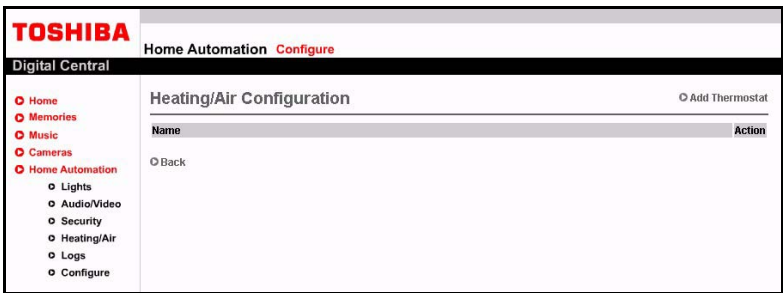 TOSHIBA
Home Automation Configure
Digital Central
Home
Memories
Music
Cameras
Home Automation
Lights
Audio/Video
Security
Heating/Air
Logs
Configure
Heating/Air Configuration
Add Thermostat
Name Action
Back